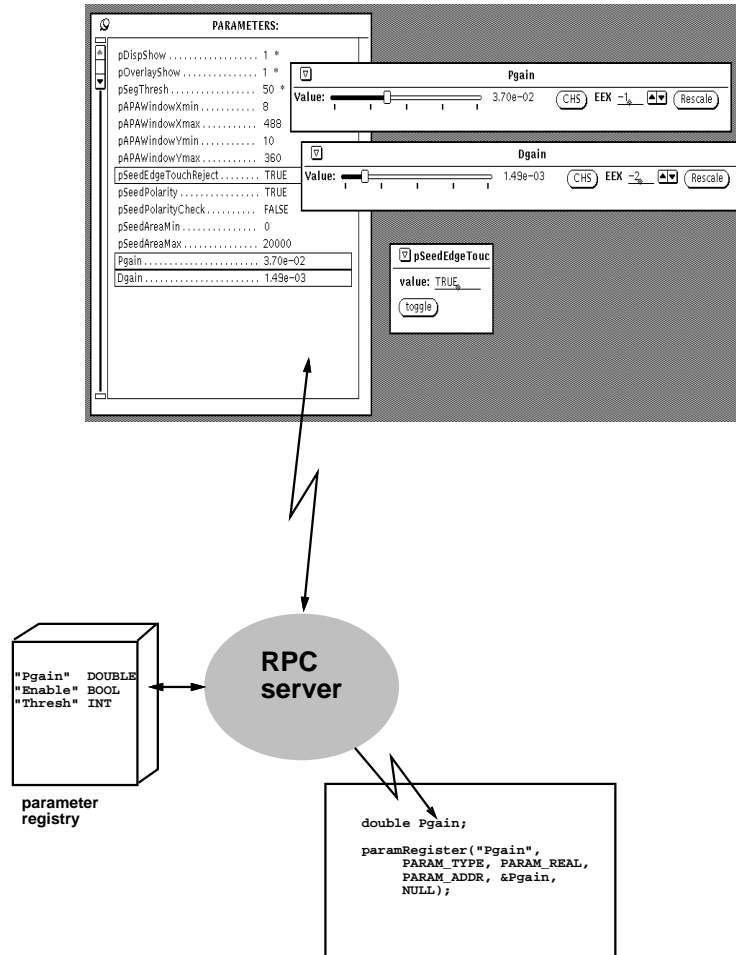 PARAMETERS:
pDispShow ................. 1 *
pOverlayShow ............... 1 *
pSegThresh ................. 50 *
pAPAWindowXmin .......... 8
pAPAWindowXmax .......... 488
pAPAWindowYmin .......... 10
pAPAWindowYmax .......... 360
pSeedEdgeTouchReject ........ TRUE
pSeedPolarity ............... TRUE
pSeedPolarityCheck .......... FALSE
pSeedAreaMin ............... 0
pSeedAreaMax ............... 20000
Pgain ...................... 3.70e-02
Dgain ...................... 1.49e-03
Pgain
Value: 3.70e-02 CHS EEX -1 Rescale
Dgain
Value: 1.49e-03 CHS EEX -2 Rescale
pSeedEdgeTouc
value: TRUE
toggle
RPC
server
"Pgain" DOUBLE
"Enable" BOOL
"Thresh" INT
parameter
registry
double Pgain;
paramRegister("Pgain",
PARAM_TYPE, PARAM_REAL,
PARAM_ADDR, &Pgain,
NULL);